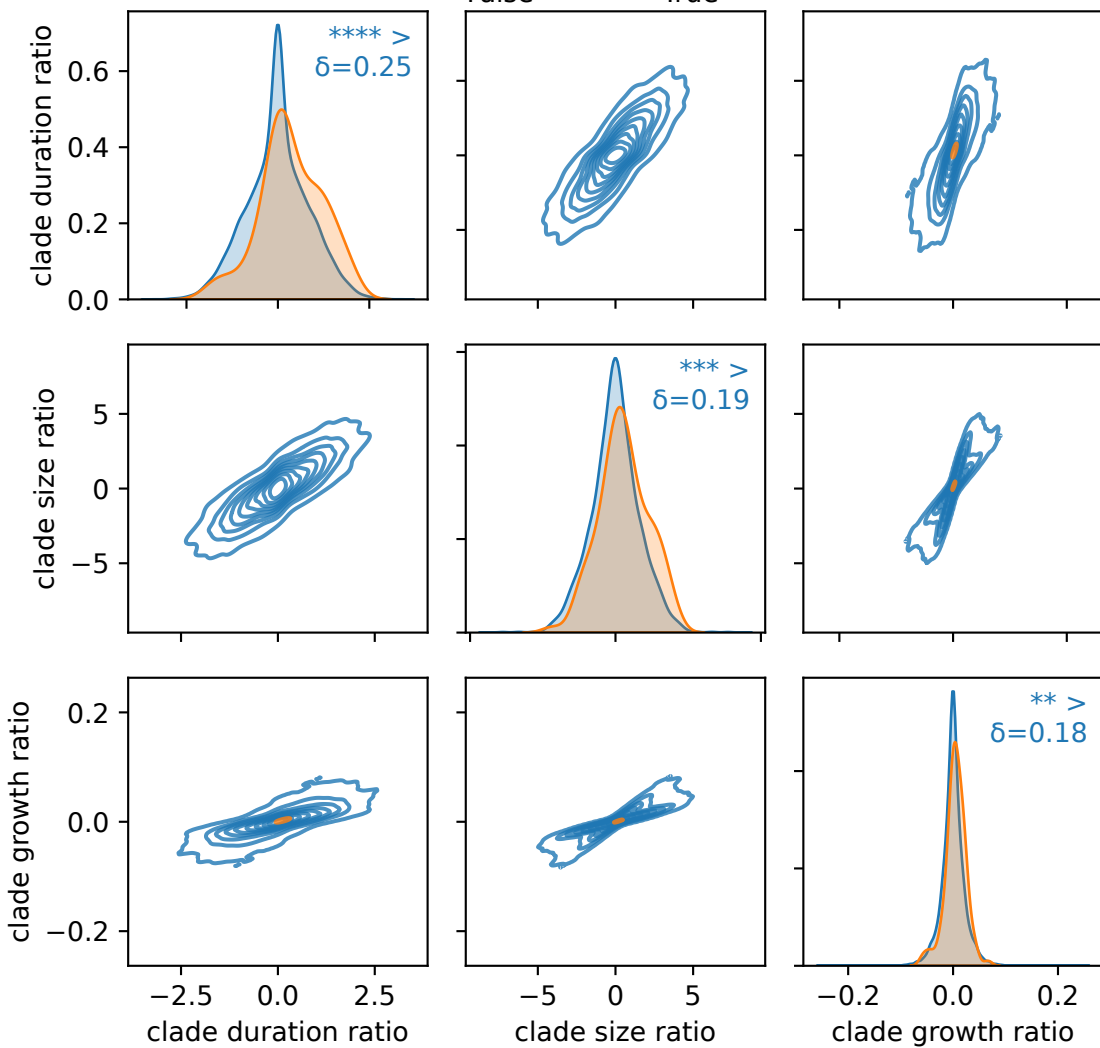 clade duration ratio
0.6
0.4
0.2
0.0
**** >
δ=0.25
clade size ratio
5
0
−5
*** >
δ=0.19
clade growth ratio
0.2
0.0
−0.2
** >
δ=0.18
−2.5 0.0 2.5
−5 0 5
−0.2 0.0 0.2
clade duration ratio
clade size ratio
clade growth ratio